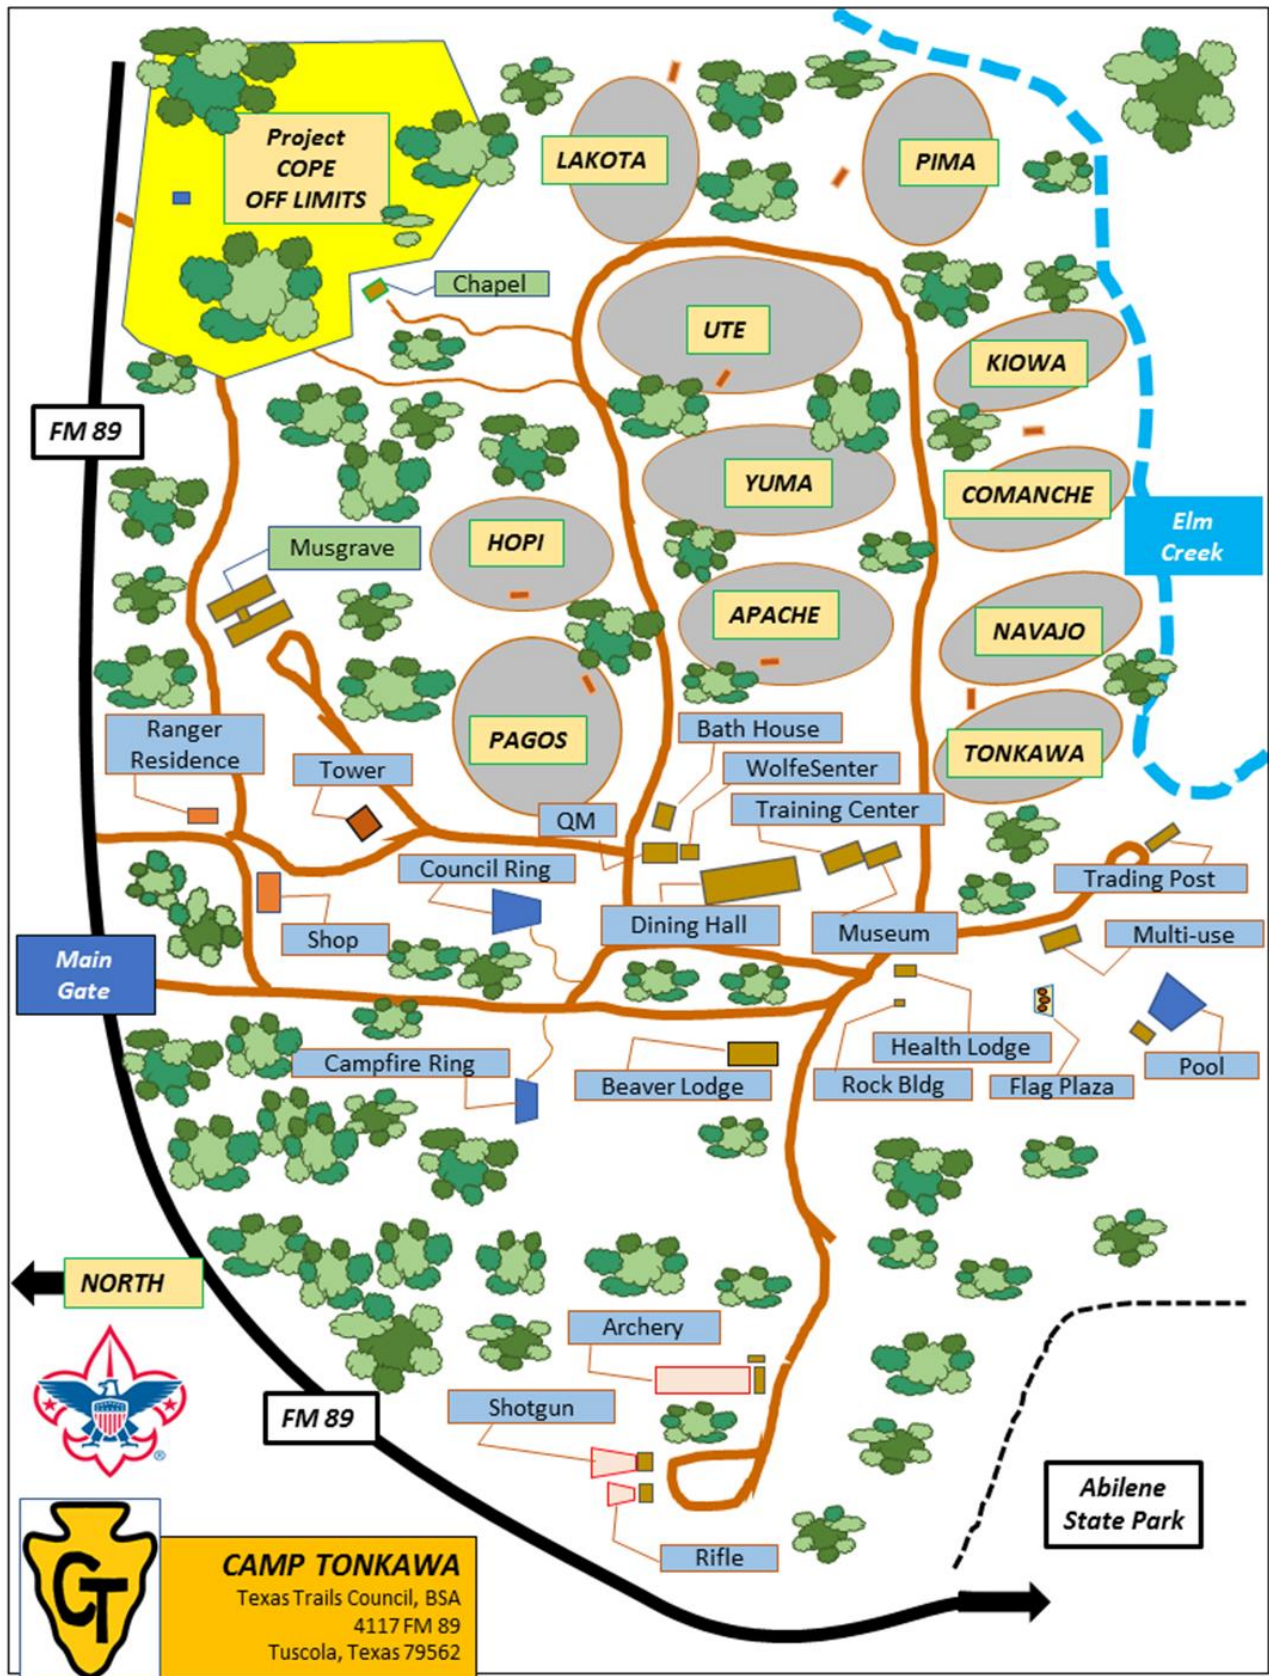 Project
COPE
OFF LIMITS
LAKOTA
PIMA
Chapel
UTE
KIOWA
FM 89
YUMA
COMANCHE
Elm
Creek
HOPI
Musgrave
APACHE
NAVAJO
Ranger
Residence
Tower
PAGOS
Bath House
WolfeSenter
TONKAWA
QM
Training Center
Council Ring
Trading Post
Dining Hall
Museum
Multi-use
Shop
Main
Gate
Campfire Ring
Health Lodge
Beaver Lodge
Rock Bldg
Flag Plaza
Pool
NORTH
Archery
Shotgun
FM 89
Abilene
State Park
Rifle
®
CT
CAMP TONKAWA
Texas Trails Council, BSA
4117 FM 89
Tuscola, Texas 79562